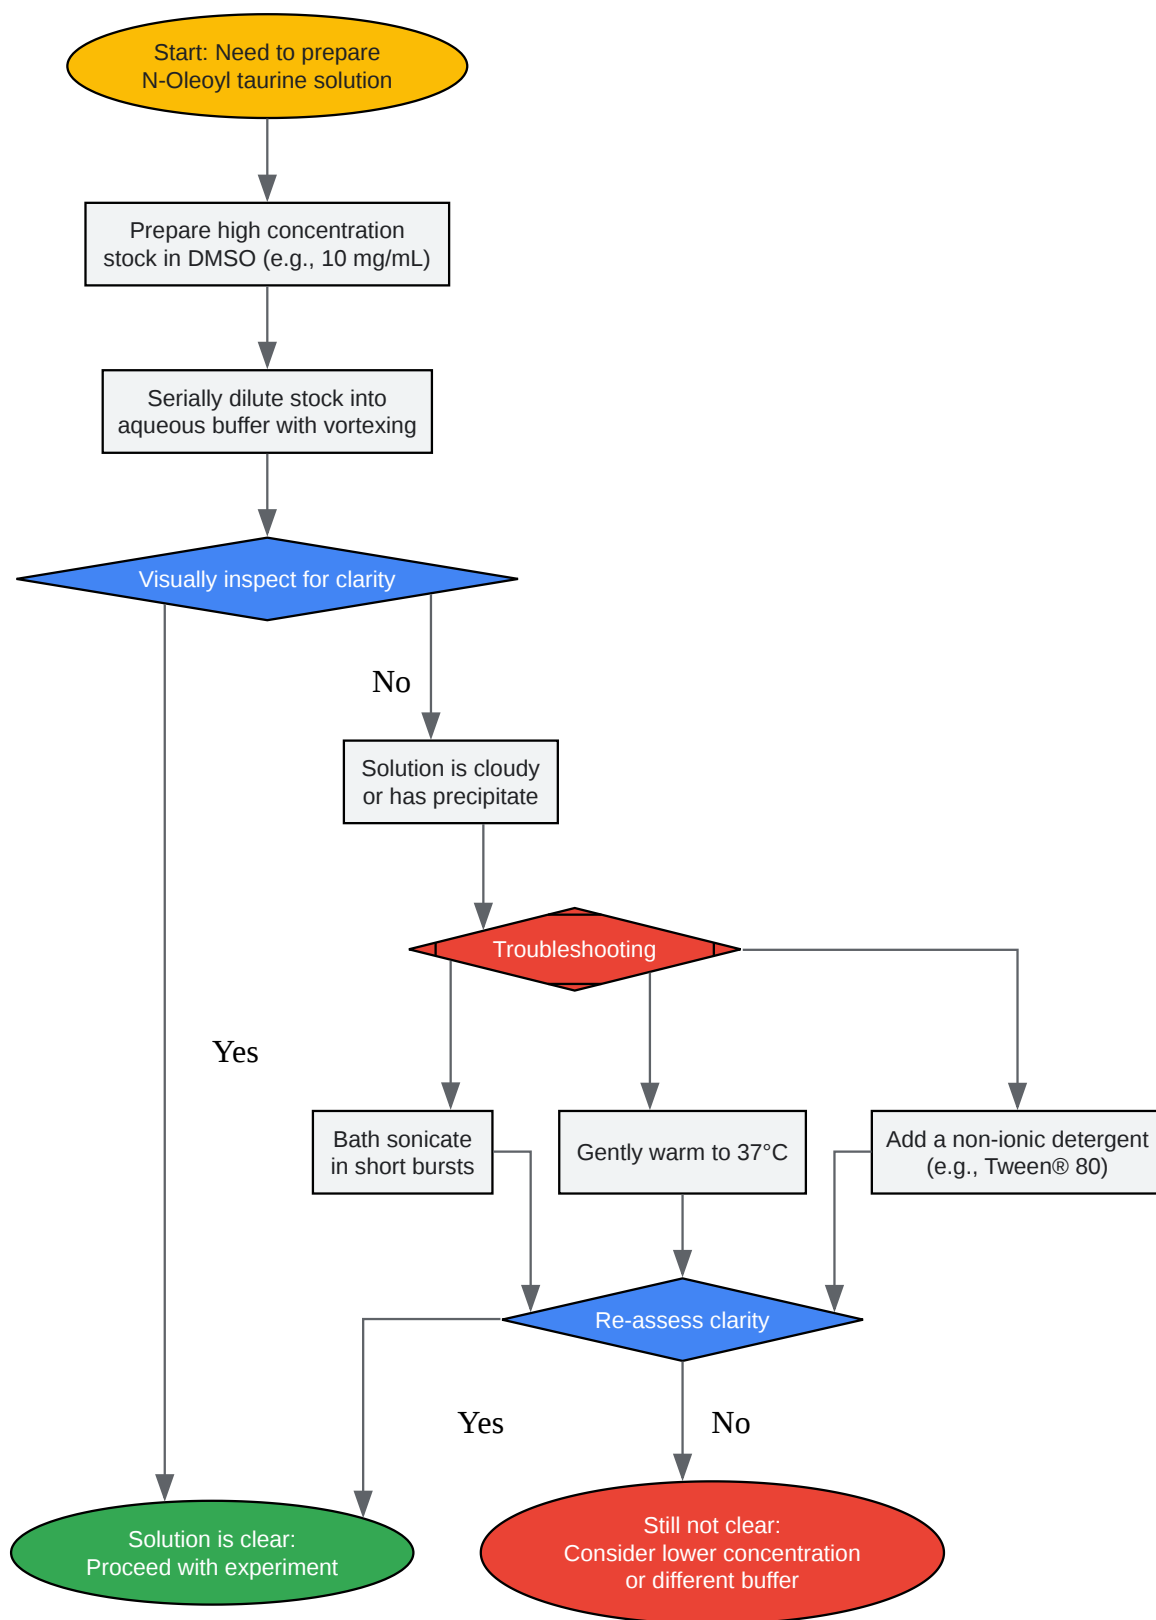 Start: Need to prepare
N-Oleoyl taurine solution
Prepare high concentration
stock in DMSO (e.g., 10 mg/mL)
Serially dilute stock into
aqueous buffer with vortexing
Visually inspect for clarity
No
Solution is cloudy
or has precipitate
Troubleshooting
Yes
Bath sonicate
in short bursts
Gently warm to 37°C
Add a non-ionic detergent
(e.g., Tween® 80)
Re-assess clarity
Yes
No
Solution is clear:
Proceed with experiment
Still not clear:
Consider lower concentration
or different buffer